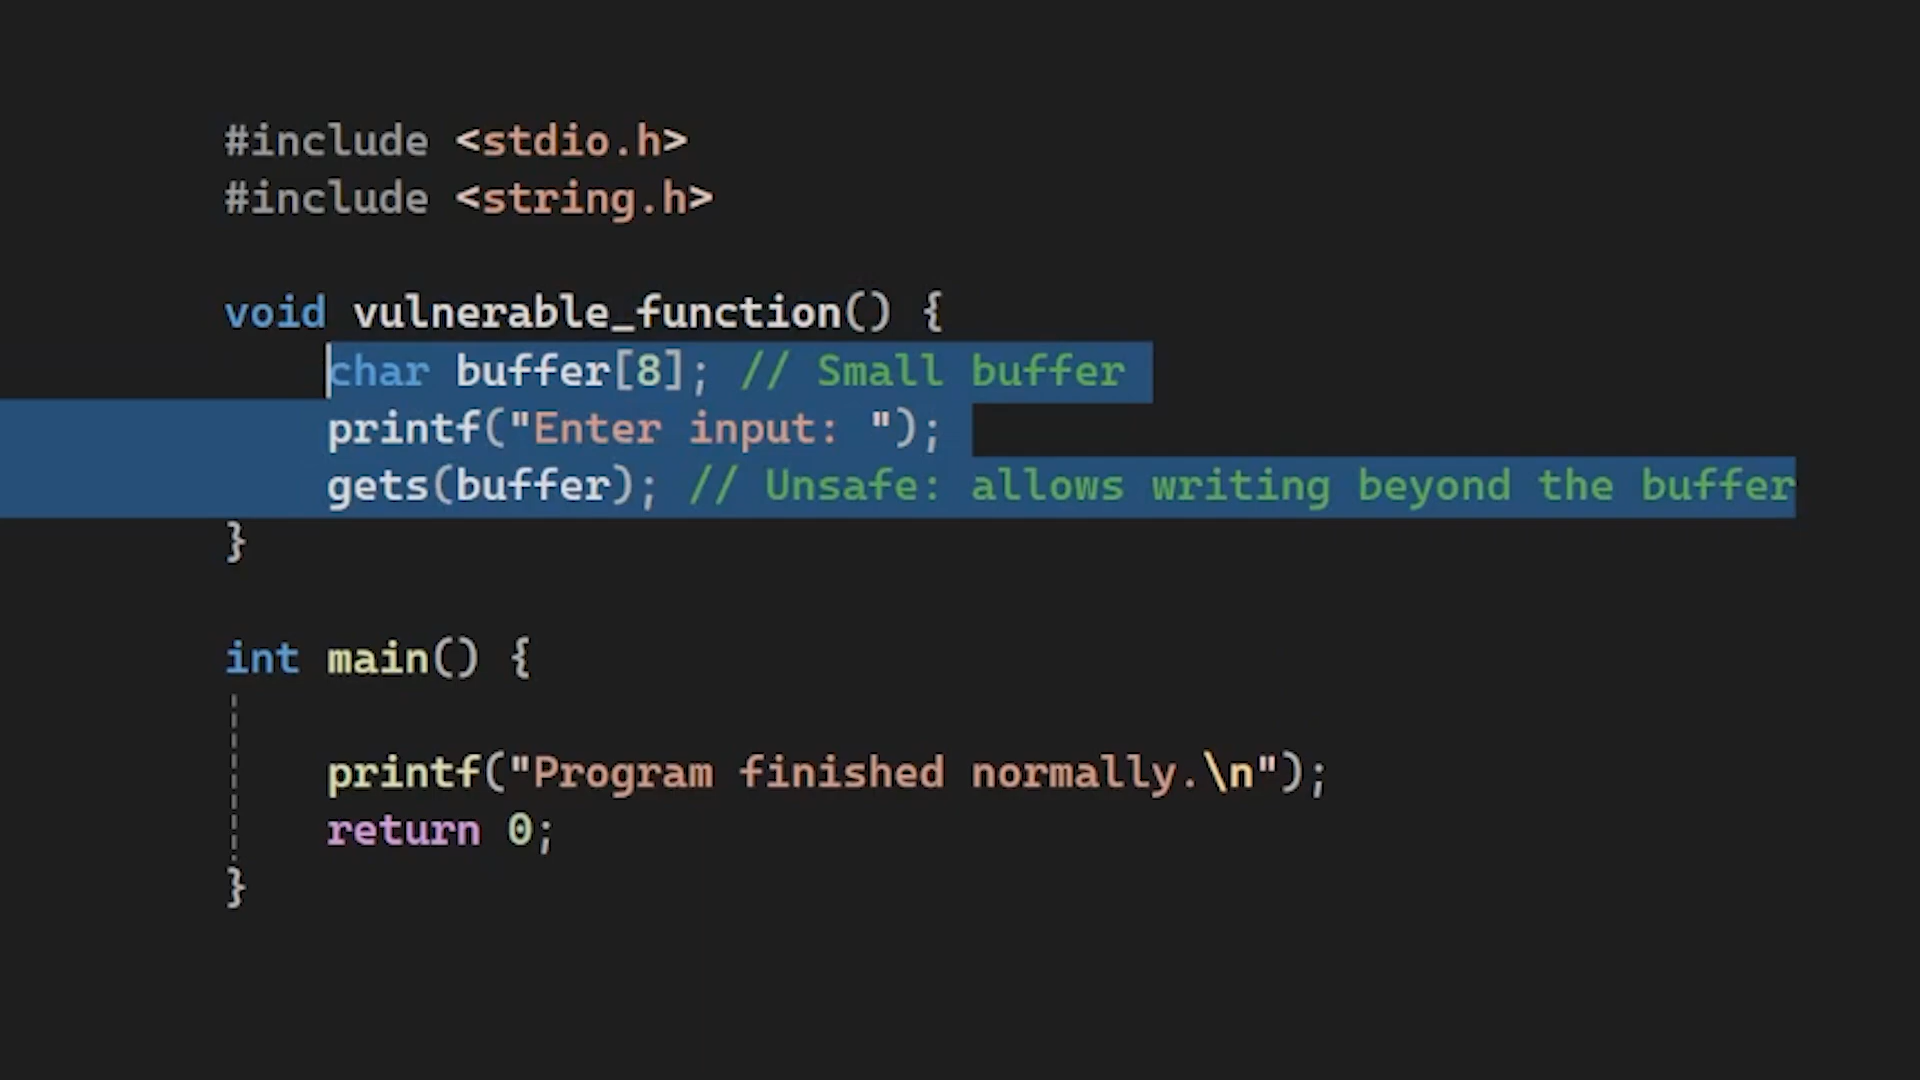 #include <stdio.h>
#include <string.h>
void vulnerable_function() {
char buffer[8]; // Small buffer
printf("Enter input: ");
gets(buffer); // Unsafe: allows writing beyond the buffer
}
int main() {
printf("Program finished normally.\n");
return 0;
}